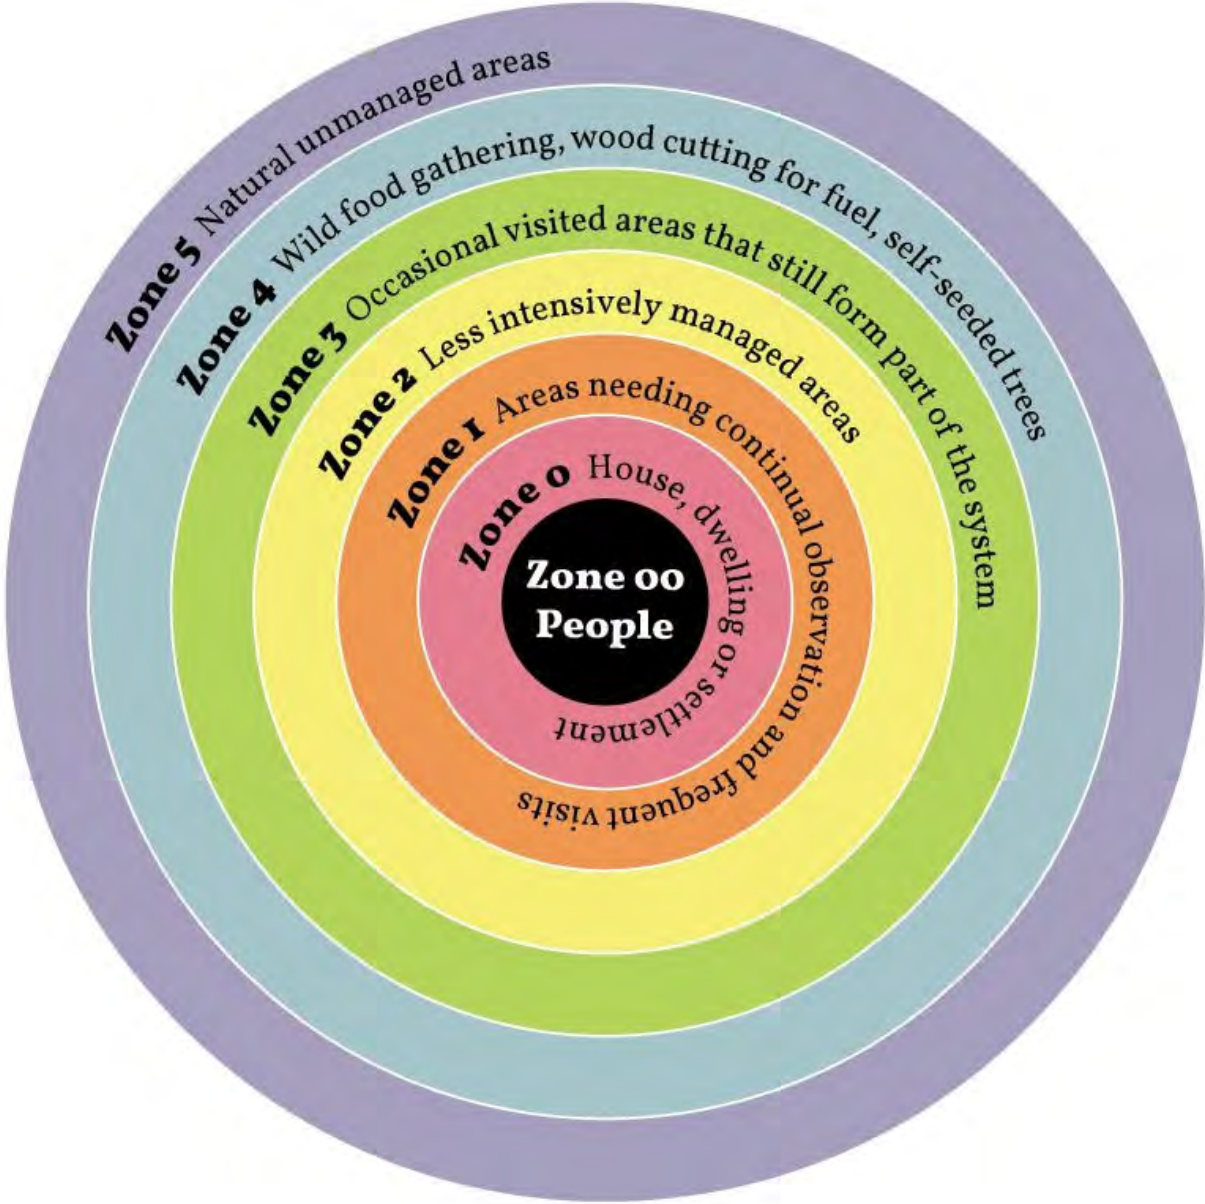 Zone 5 Natural unmanaged areas
Zone 4 Wild food gathering, wood cutting for fuel, self-seeded trees
Zone 3 Occasional visited areas that still form part of the system
Zone 2 Less intensively managed areas
Zone 1 Areas needing continual observation and frequent visits
Zone 0 House, dwelling or settlement
Zone 00
People